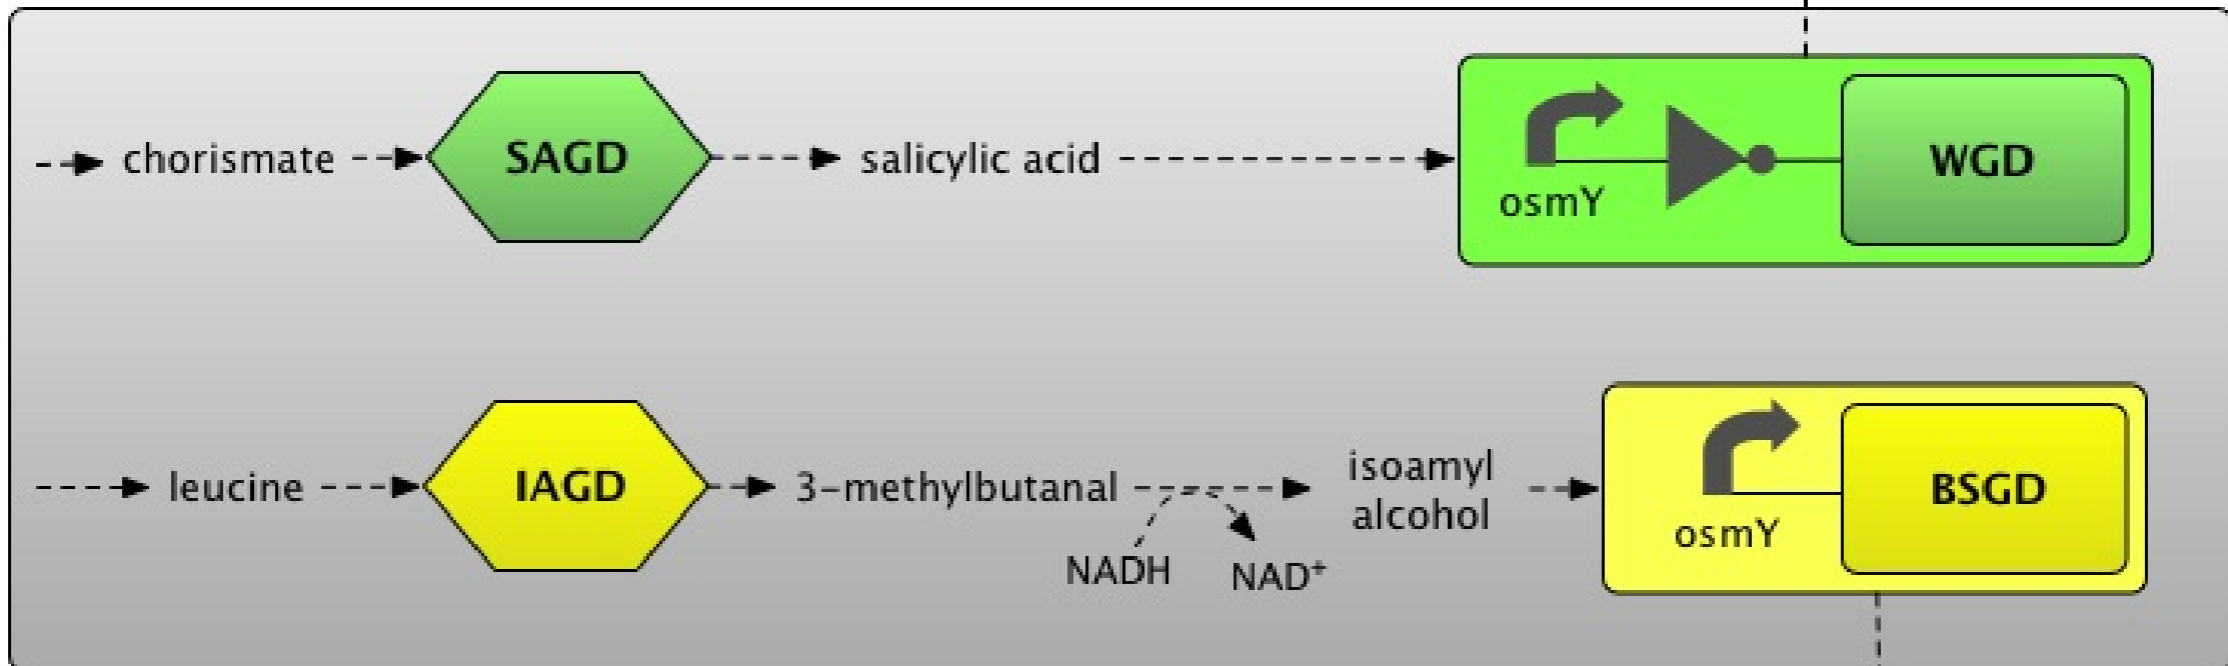 chorismate
SAGD
salicylic acid
osmY
WGD
leucine
IAGD
3-methylbutanal
NADH
NAD⁺
isoamyl
alcohol
osmY
BSGD